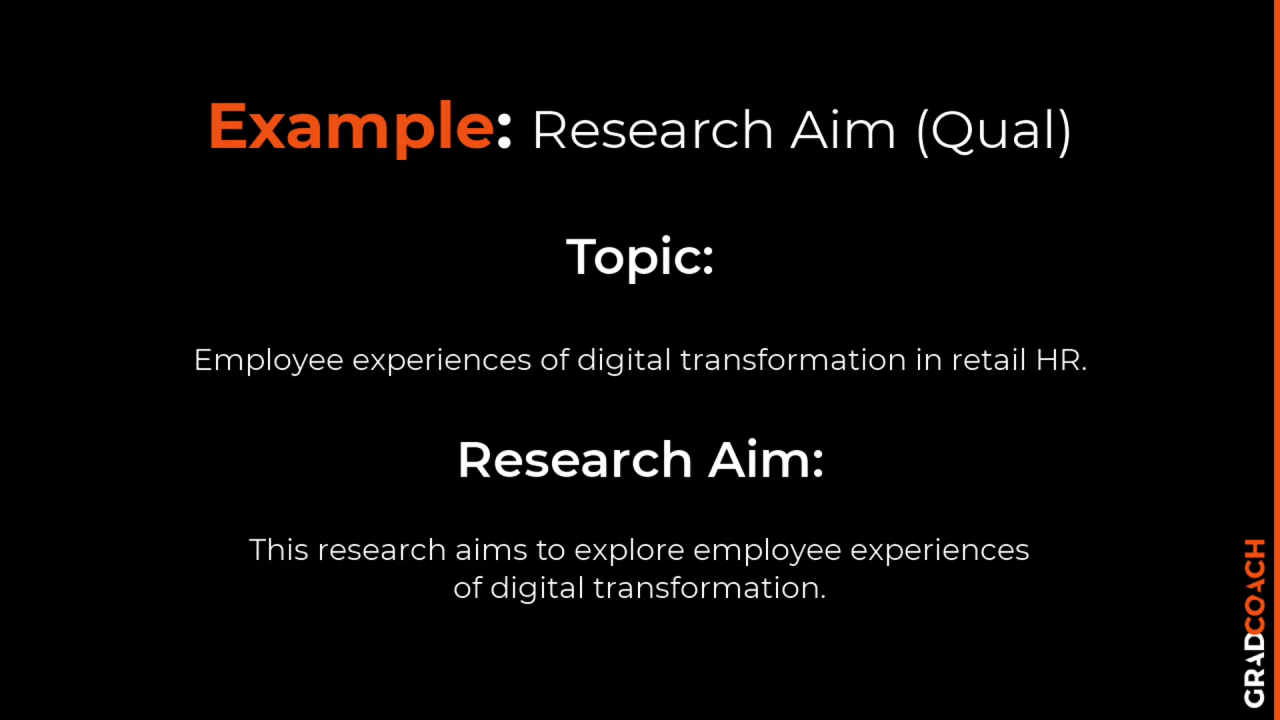 Example: Research Aim (Qual)
Topic:
Employee experiences of digital transformation in retail HR.
Research Aim:
This research aims to explore employee experiences
of digital transformation.
GRADCOACH